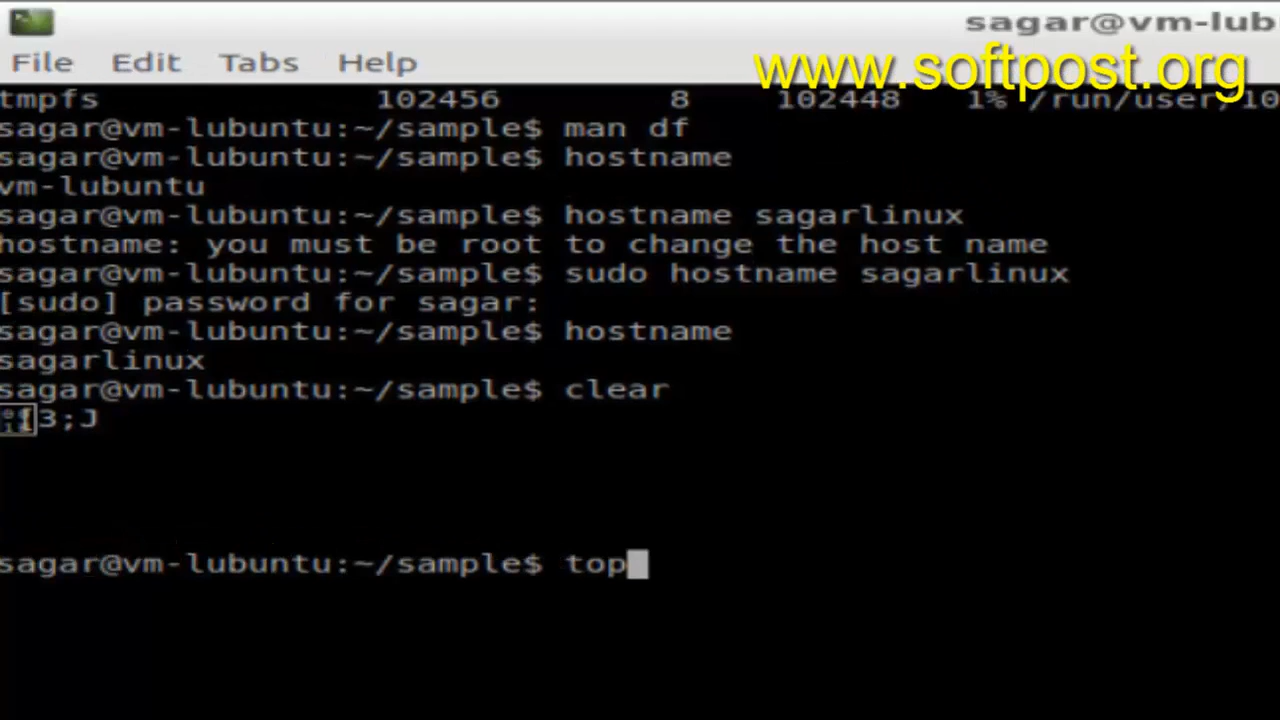 sagar@vm-lub
File Edit Tabs Help
www.softpost.org
tmpfs 102456 8 102448 1% /run/user/10
sagar@vm-lubuntu:~/sample$ man df
sagar@vm-lubuntu:~/sample$ hostname
vm-lubuntu
sagar@vm-lubuntu:~/sample$ hostname sagarlinux
hostname: you must be root to change the host name
sagar@vm-lubuntu:~/sample$ sudo hostname sagarlinux
[sudo] password for sagar:
sagar@vm-lubuntu:~/sample$ hostname
sagarlinux
sagar@vm-lubuntu:~/sample$ clear
[3;J
sagar@vm-lubuntu:~/sample$ top